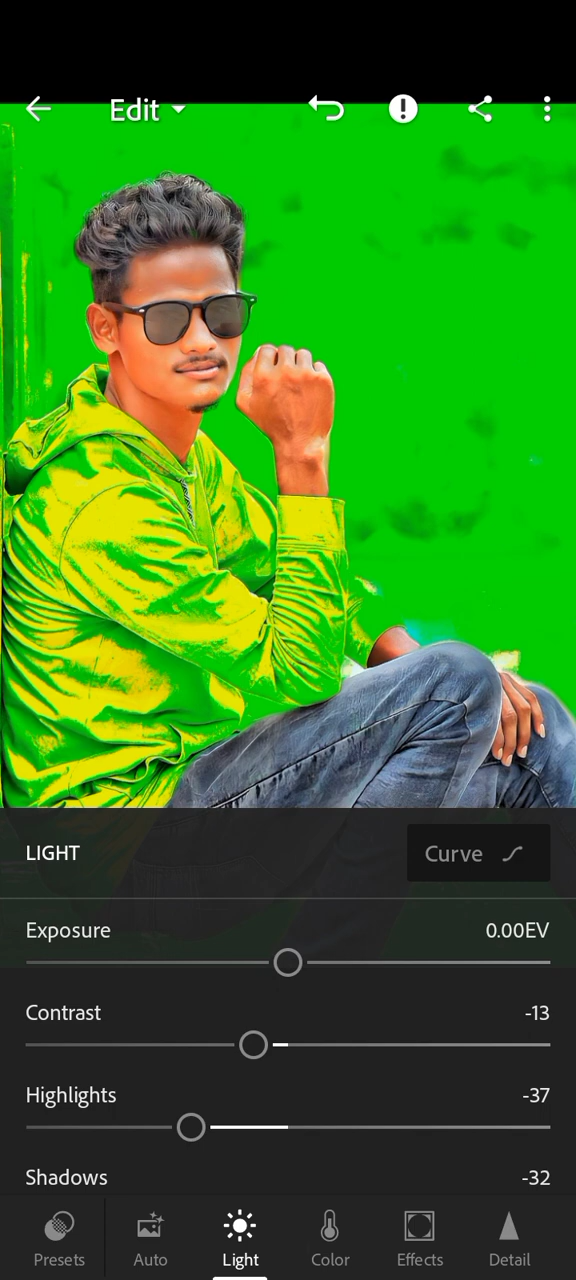 Edit
LIGHT
Curve
Exposure 0.00EV
Contrast -13
Highlights -37
Shadows -32
Presets Auto Light Color Effects Detail